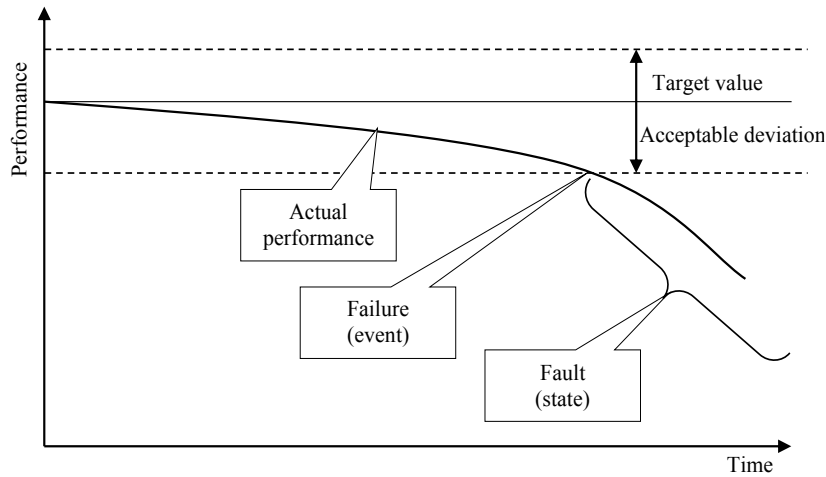 Performance
Target value
Acceptable deviation
Actual
performance
Failure
(event)
Fault
(state)
Time